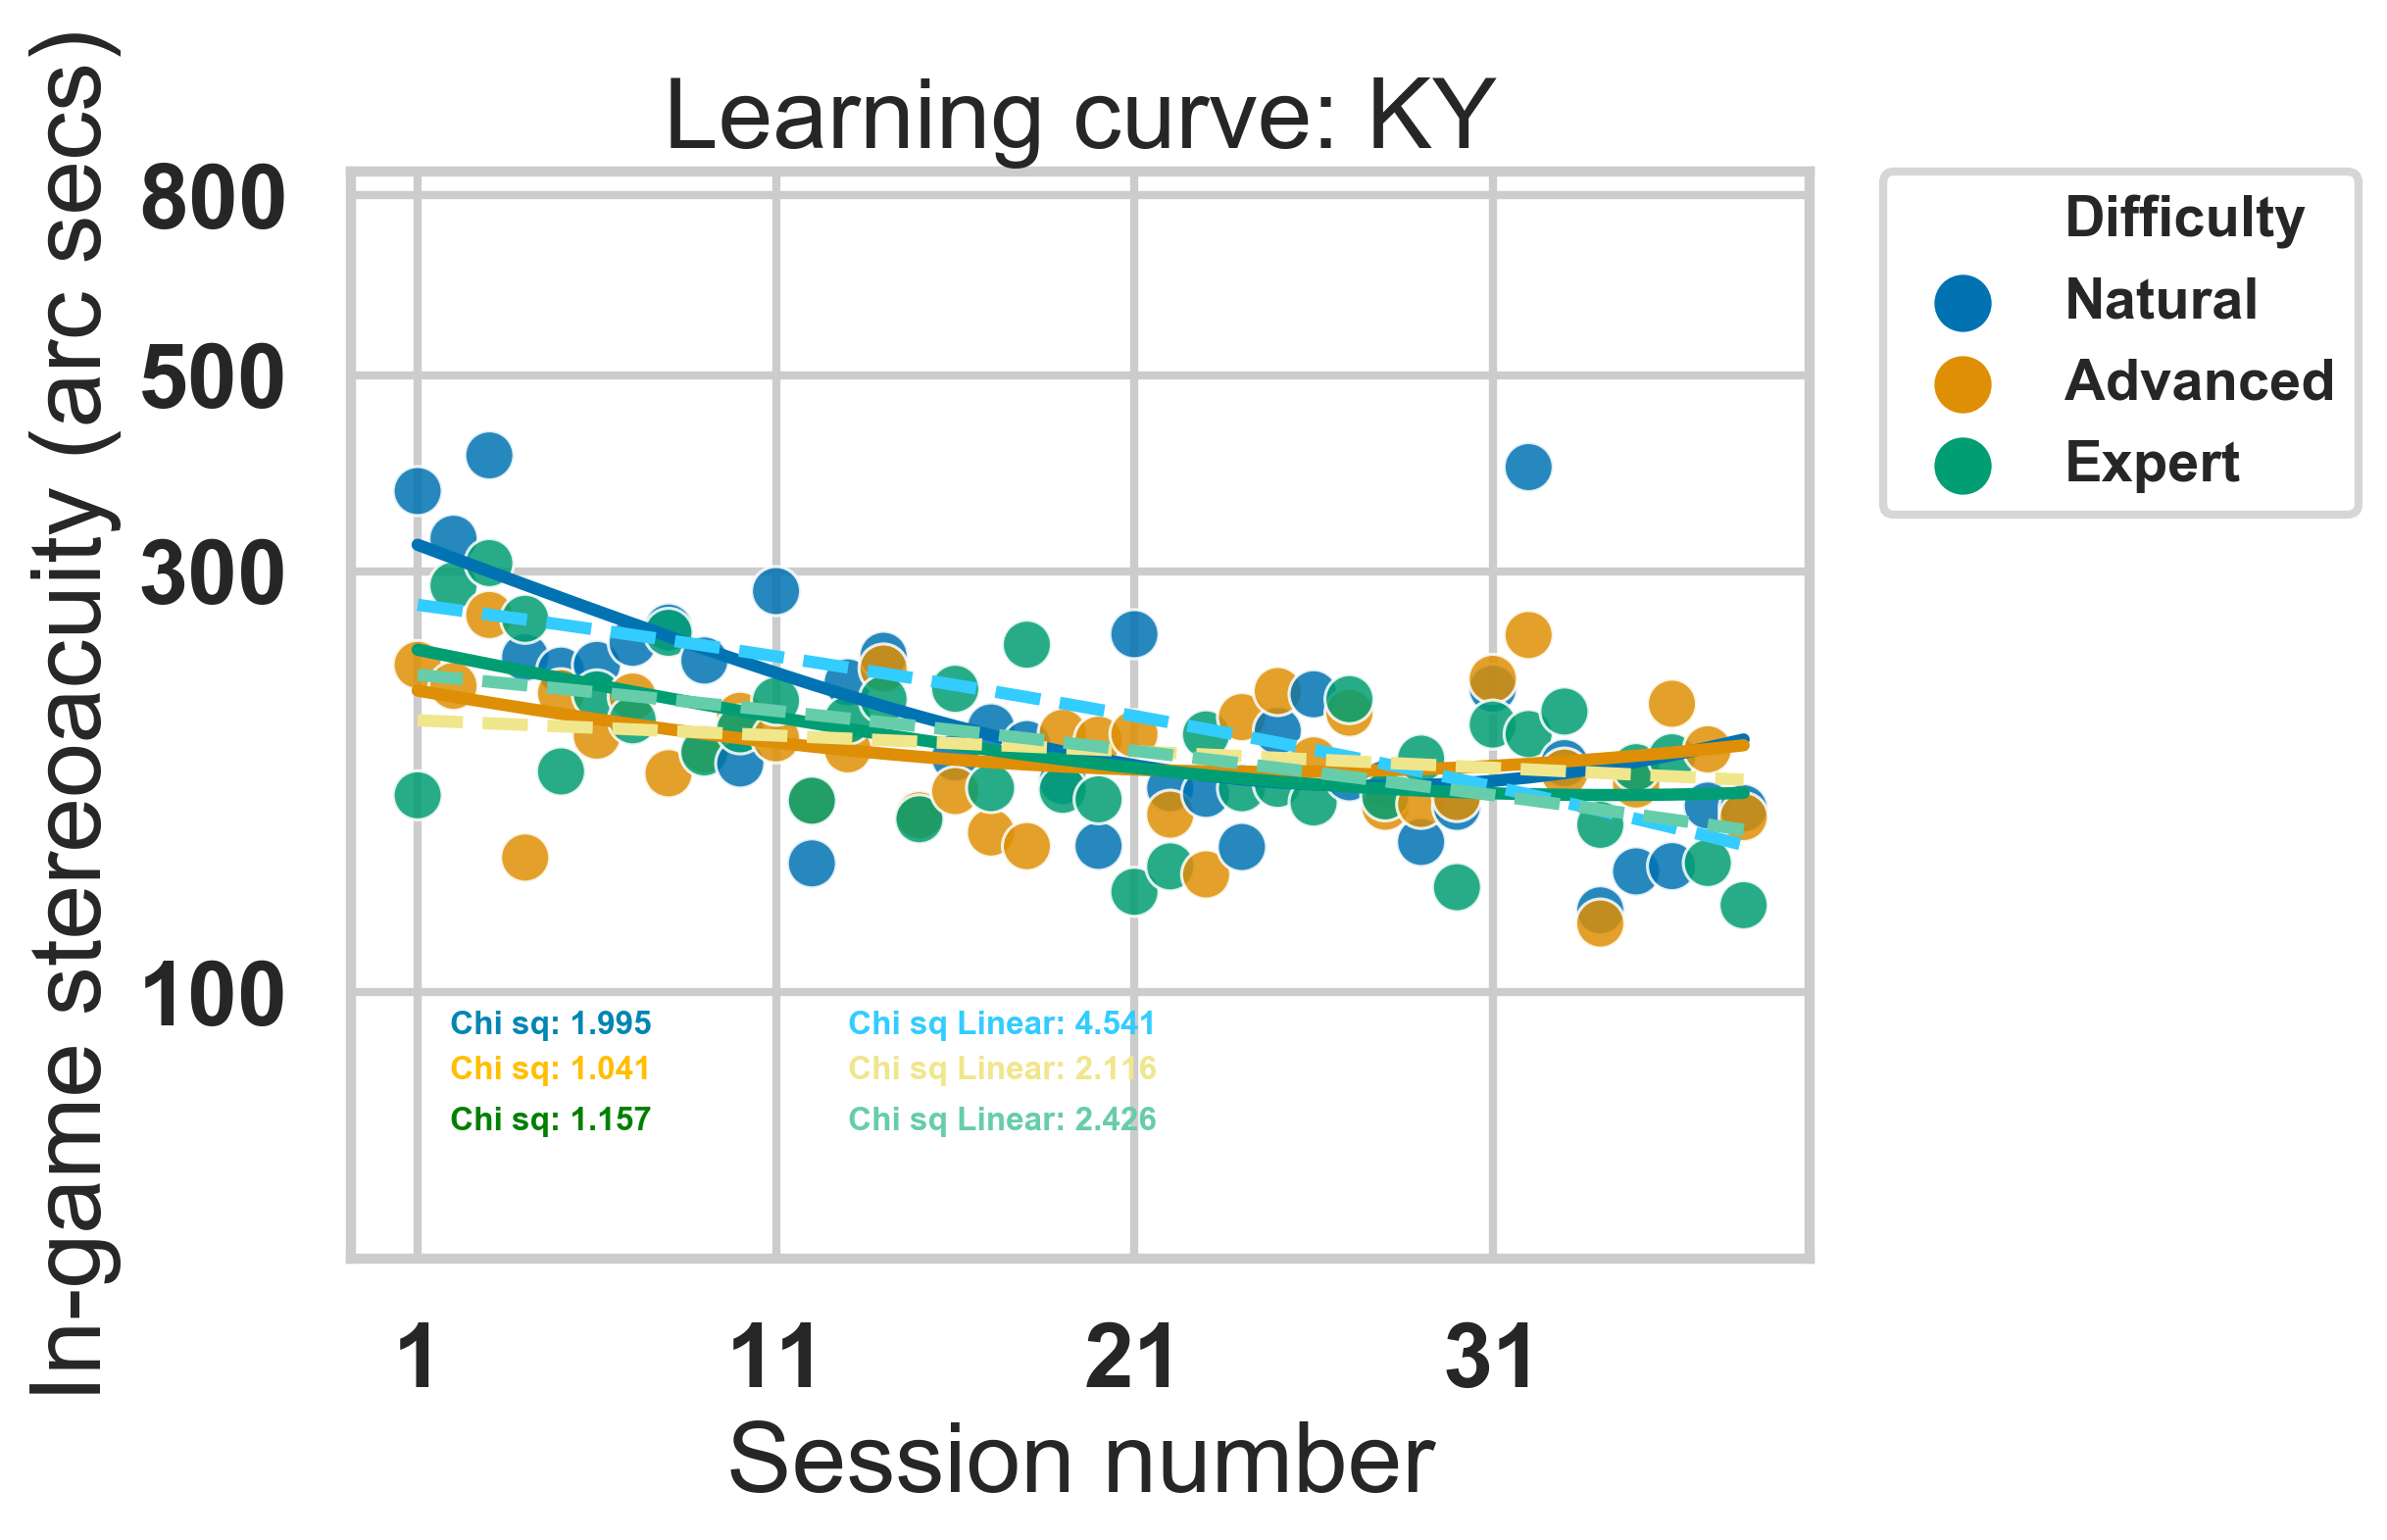 Learning curve: KY
In-game stereoacuity (arc secs)
800
500
300
100
Difficulty
Natural
Advanced
Expert
Chi sq: 1.995
Chi sq Linear: 4.541
Chi sq: 1.041
Chi sq Linear: 2.116
Chi sq: 1.157
Chi sq Linear: 2.426
1 11 21 31
Session number